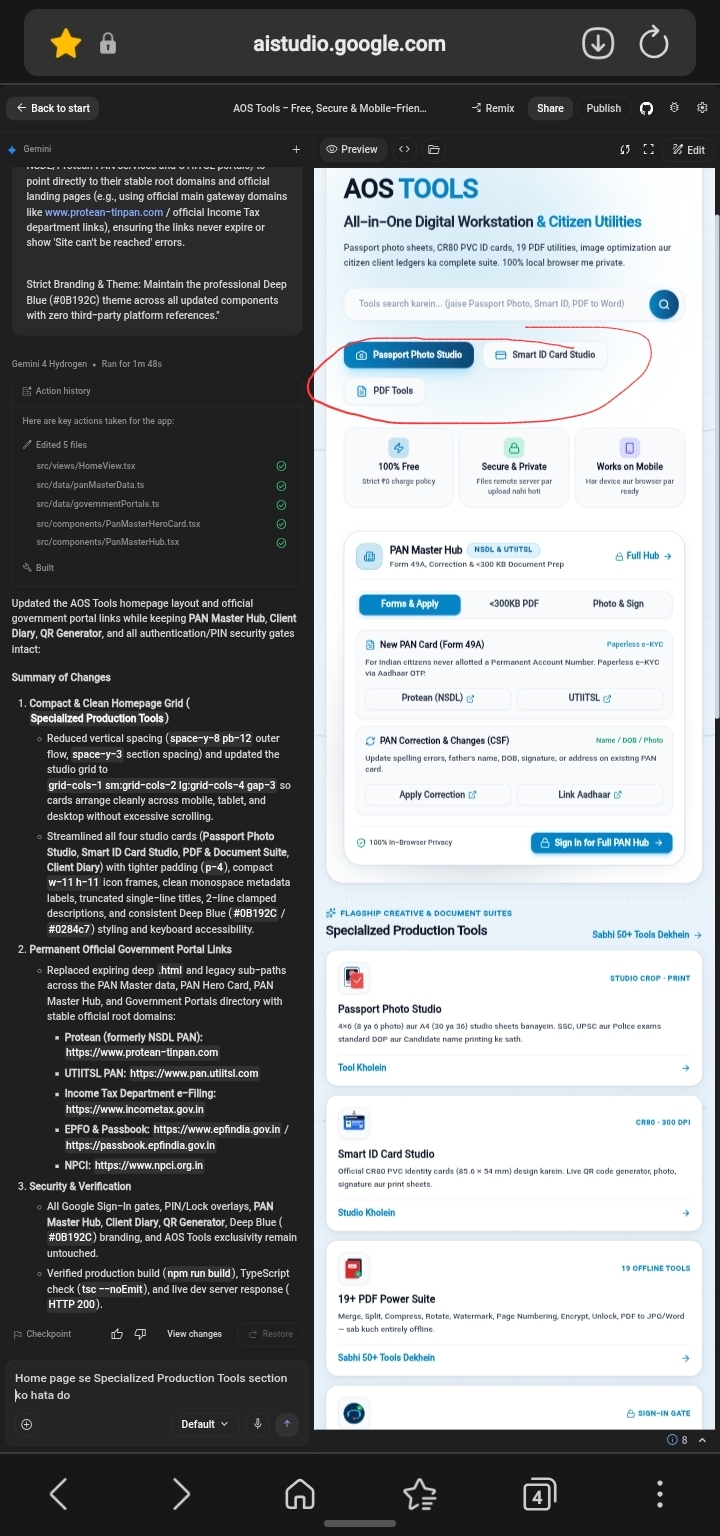 aistudio.google.com
Back to start
AOS Tools – Free, Secure & Mobile-Frien...
Remix
Share
Publish
Gemini
Preview
Edit
NSDL/Protean PAN services and UTIITSL portals) to
point directly to their stable root domains and official
landing pages (e.g., using official main gateway domains
like www.protean-tinpan.com / official Income Tax
department links), ensuring the links never expire or
show 'Site can't be reached' errors.
Strict Branding & Theme: Maintain the professional Deep
Blue (#0B192C) theme across all updated components
with zero third-party platform references."
Gemini 4 Hydrogen • Ran for 1m 48s
Action history
Here are key actions taken for the app:
Edited 5 files
src/views/HomeView.tsx
src/data/panMasterData.ts
src/data/governmentPortals.ts
src/components/PanMasterHeroCard.tsx
src/components/PanMasterHub.tsx
Built
Updated the AOS Tools homepage layout and official
government portal links while keeping PAN Master Hub, Client
Diary, QR Generator, and all authentication/PIN security gates
intact:
Summary of Changes
1. Compact & Clean Homepage Grid (
Specialized Production Tools)
Reduced vertical spacing (space-y-8 pb-12 outer
flow, space-y-3 section spacing) and updated the
studio grid to
grid-cols-1 sm:grid-cols-2 lg:grid-cols-4 gap-3 so
cards arrange cleanly across mobile, tablet, and
desktop without excessive scrolling.
Streamlined all four studio cards (Passport Photo
Studio, Smart ID Card Studio, PDF & Document Suite,
Client Diary) with tighter padding (p-4), compact
w-11 h-11 icon frames, clean monospace metadata
labels, truncated single-line titles, 2-line clamped
descriptions, and consistent Deep Blue (#0B192C /
#0284c7) styling and keyboard accessibility.
2. Permanent Official Government Portal Links
Replaced expiring deep .html and legacy sub-paths
across the PAN Master data, PAN Hero Card, PAN
Master Hub, and Government Portals directory with
stable official root domains:
Protean (formerly NSDL PAN):
https://www.protean-tinpan.com
UTIITSL PAN: https://www.pan.utiitsl.com
Income Tax Department e-Filing:
https://www.incometax.gov.in
EPFO & Passbook: https://www.epfindia.gov.in /
https://passbook.epfindia.gov.in
NPCI: https://www.npci.org.in
3. Security & Verification
All Google Sign-In gates, PIN/Lock overlays, PAN
Master Hub, Client Diary, QR Generator, Deep Blue (
#0B192C) branding, and AOS Tools exclusivity remain
untouched.
Verified production build (npm run build), TypeScript
check (tsc --noEmit), and live dev server response (
HTTP 200).
Checkpoint
View changes
Restore
Home page se Specialized Production Tools section
ko hata do
Default
AOS TOOLS
All-in-One Digital Workstation & Citizen Utilities
Passport photo sheets, CR80 PVC ID cards, 19 PDF utilities, image optimization aur
citizen client ledgers ka complete suite. 100% local browser me private.
Tools search karein... (jaise Passport Photo, Smart ID, PDF to Word)
Passport Photo Studio
Smart ID Card Studio
PDF Tools
100% Free
Strict ₹0 charge policy
Secure & Private
Files remote server par
upload nahi hoti
Works on Mobile
Har device aur browser par
ready
PAN Master Hub
NSDL & UTIITSL
Form 49A, Correction & <300 KB Document Prep
Full Hub →
Forms & Apply
<300KB PDF
Photo & Sign
New PAN Card (Form 49A)
Paperless e-KYC
For Indian citizens never allotted a Permanent Account Number. Paperless e-KYC
via Aadhaar OTP.
Protean (NSDL)
UTIITSL
PAN Correction & Changes (CSF)
Name / DOB / Photo
Update spelling errors, father's name, DOB, signature, or address on existing PAN
card.
Apply Correction
Link Aadhaar
100% In-Browser Privacy
Sign In for Full PAN Hub →
FLAGSHIP CREATIVE & DOCUMENT SUITES
Specialized Production Tools
Sabhi 50+ Tools Dekhein →
STUDIO CROP · PRINT
Passport Photo Studio
4×6 (8 ya 6 photo) aur A4 (30 ya 36) studio sheets banayein. SSC, UPSC aur Police exams
standard DOP aur Candidate name printing ke sath.
Tool Kholein →
CR80 · 300 DPI
Smart ID Card Studio
Official CR80 PVC identity cards (85.6 × 54 mm) design karein. Live QR code generator, photo,
signature aur print sheets.
Studio Kholein →
19 OFFLINE TOOLS
19+ PDF Power Suite
Merge, Split, Compress, Rotate, Watermark, Page Numbering, Encrypt, Unlock, PDF to JPG/Word
— sab kuch entirely offline.
Sabhi 50+ Tools Dekhein →
SIGN-IN GATE
8
4